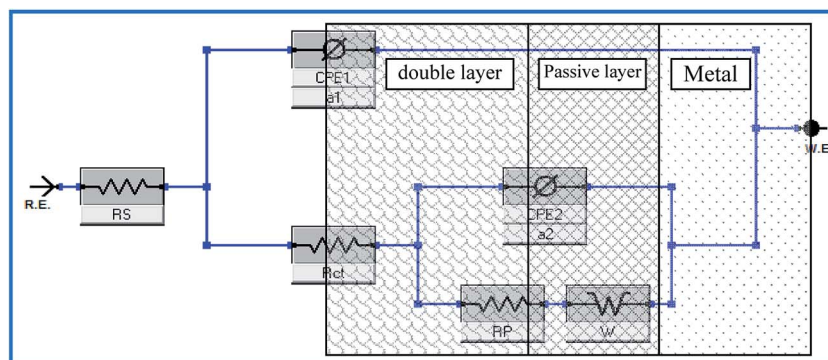 CPE1
a1
double layer
Passive layer
Metal
R.E.
RS
W.E
CPE2
a2
Rct
RP
W